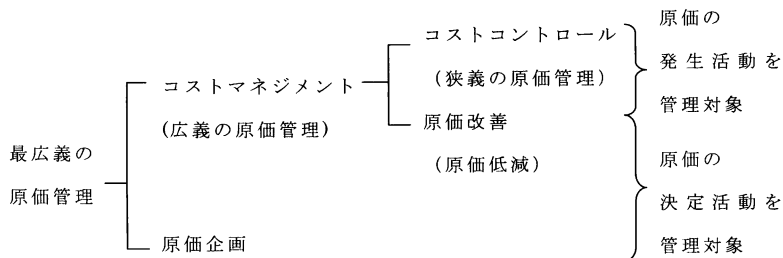 最広義の
原価管理
コストマネジメント
(広義の原価管理)
原価企画
コストコントロール
(狭義の原価管理)
原価改善
(原価低減)
原価の
発生活動を
管理対象
原価の
決定活動を
管理対象